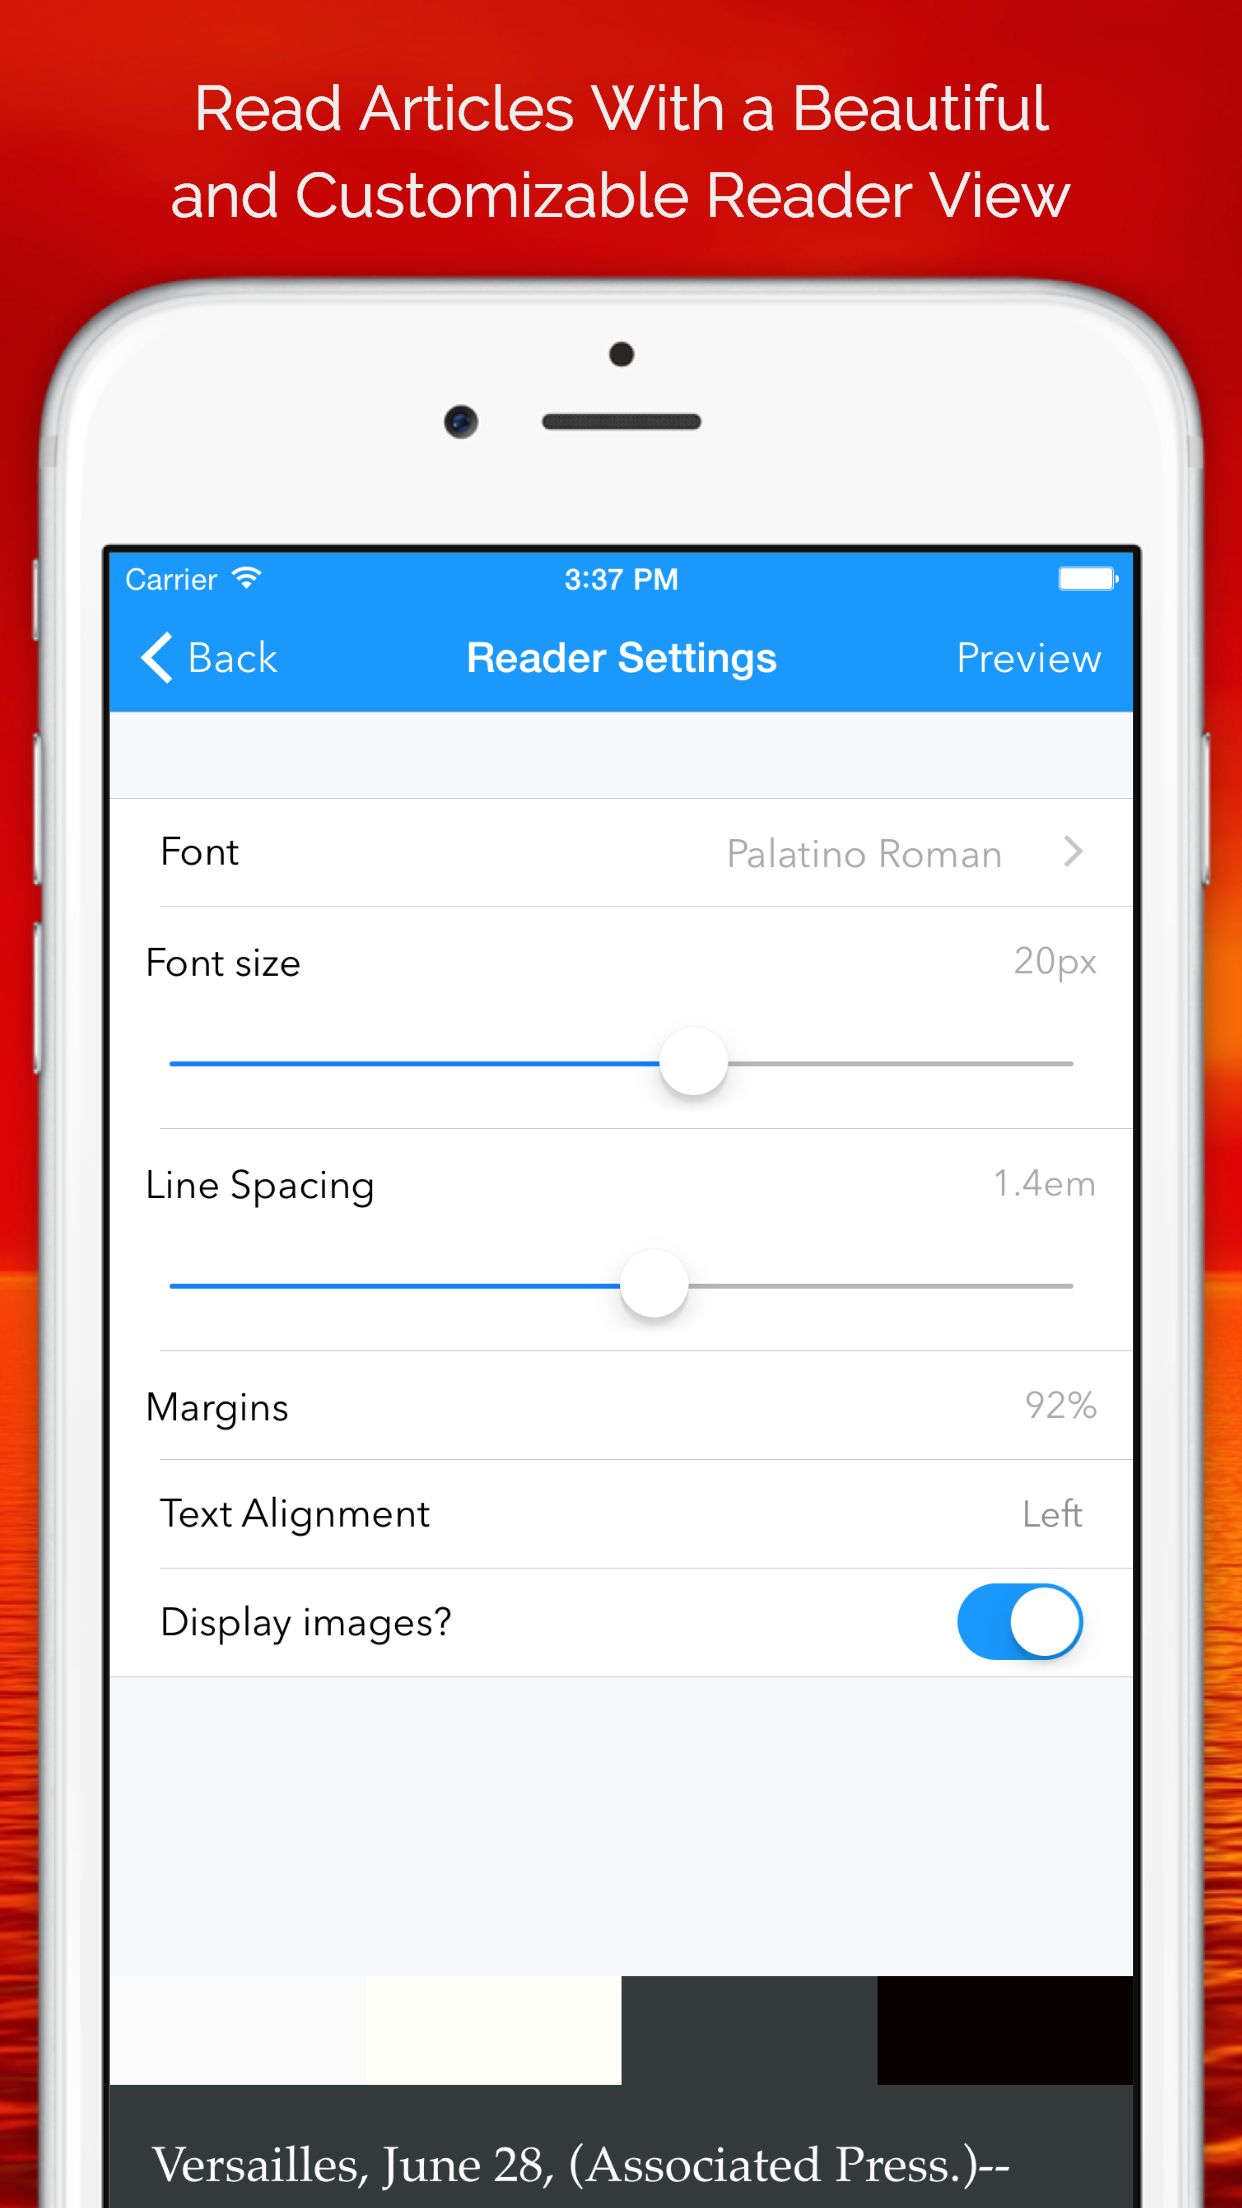 Read Articles With a Beautiful
and Customizable Reader View
Carrier 3:37 PM
Back Reader Settings Preview
Font Palatino Roman
Font size 20px
Line Spacing 1.4em
Margins 92%
Text Alignment Left
Display images?
Versailles, June 28, (Associated Press.)--